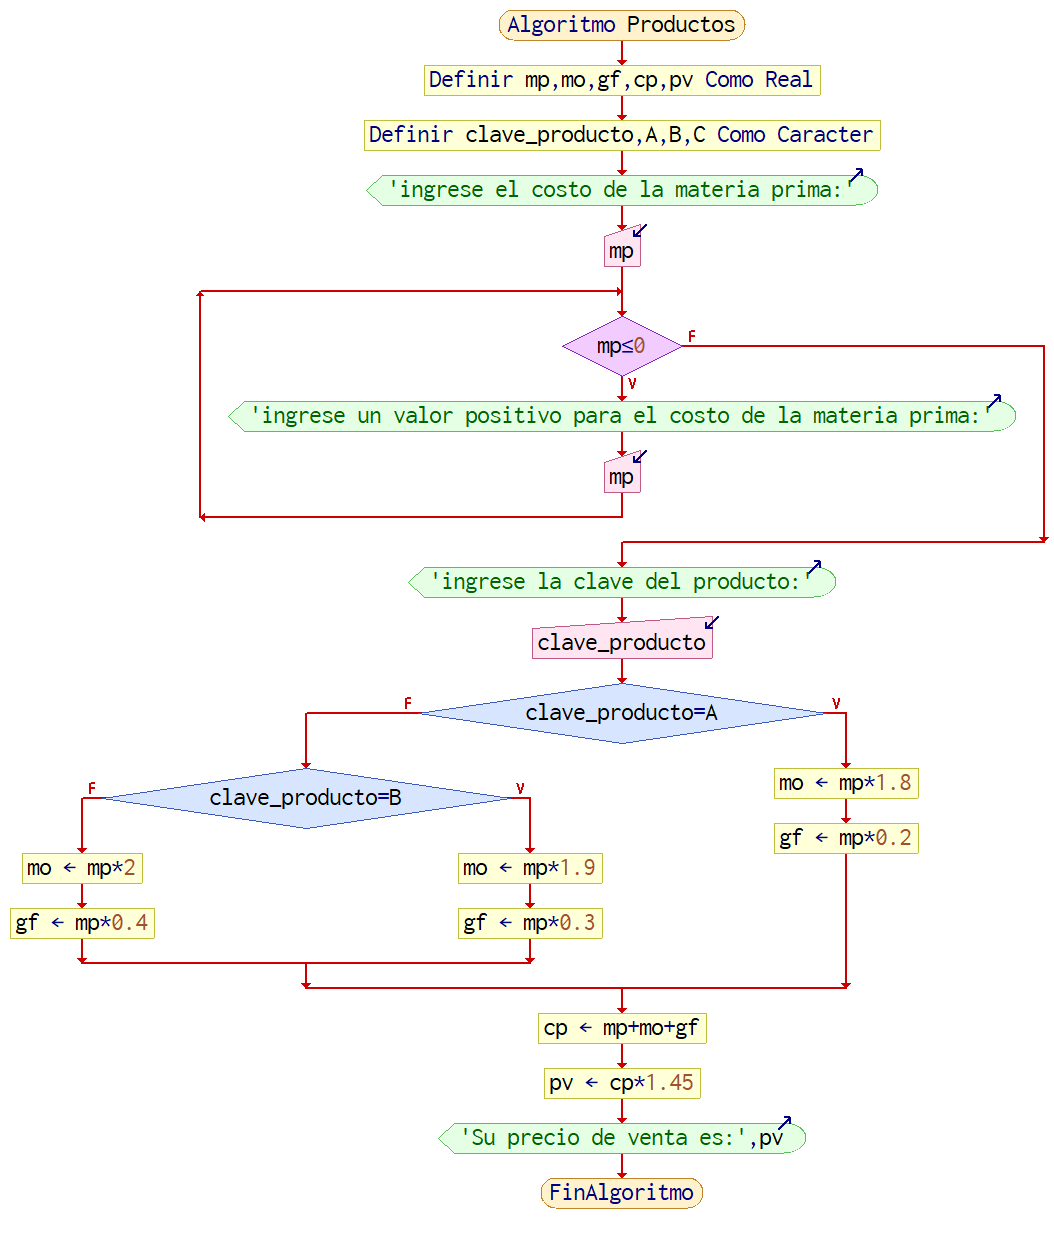 Algoritmo Productos
Definir mp,mo,gf,cp,pv Como Real
Definir clave_producto,A,B,C Como Caracter
'ingrese el costo de la materia prima:'
mp
mp≤0
F
V
'ingrese un valor positivo para el costo de la materia prima:'
mp
'ingrese la clave del producto:'
clave_producto
F
clave_producto=A
V
F
clave_producto=B
V
mo ← mp*1.8
gf ← mp*0.2
mo ← mp*2
mo ← mp*1.9
gf ← mp*0.4
gf ← mp*0.3
cp ← mp+mo+gf
pv ← cp*1.45
'Su precio de venta es:',pv
FinAlgoritmo